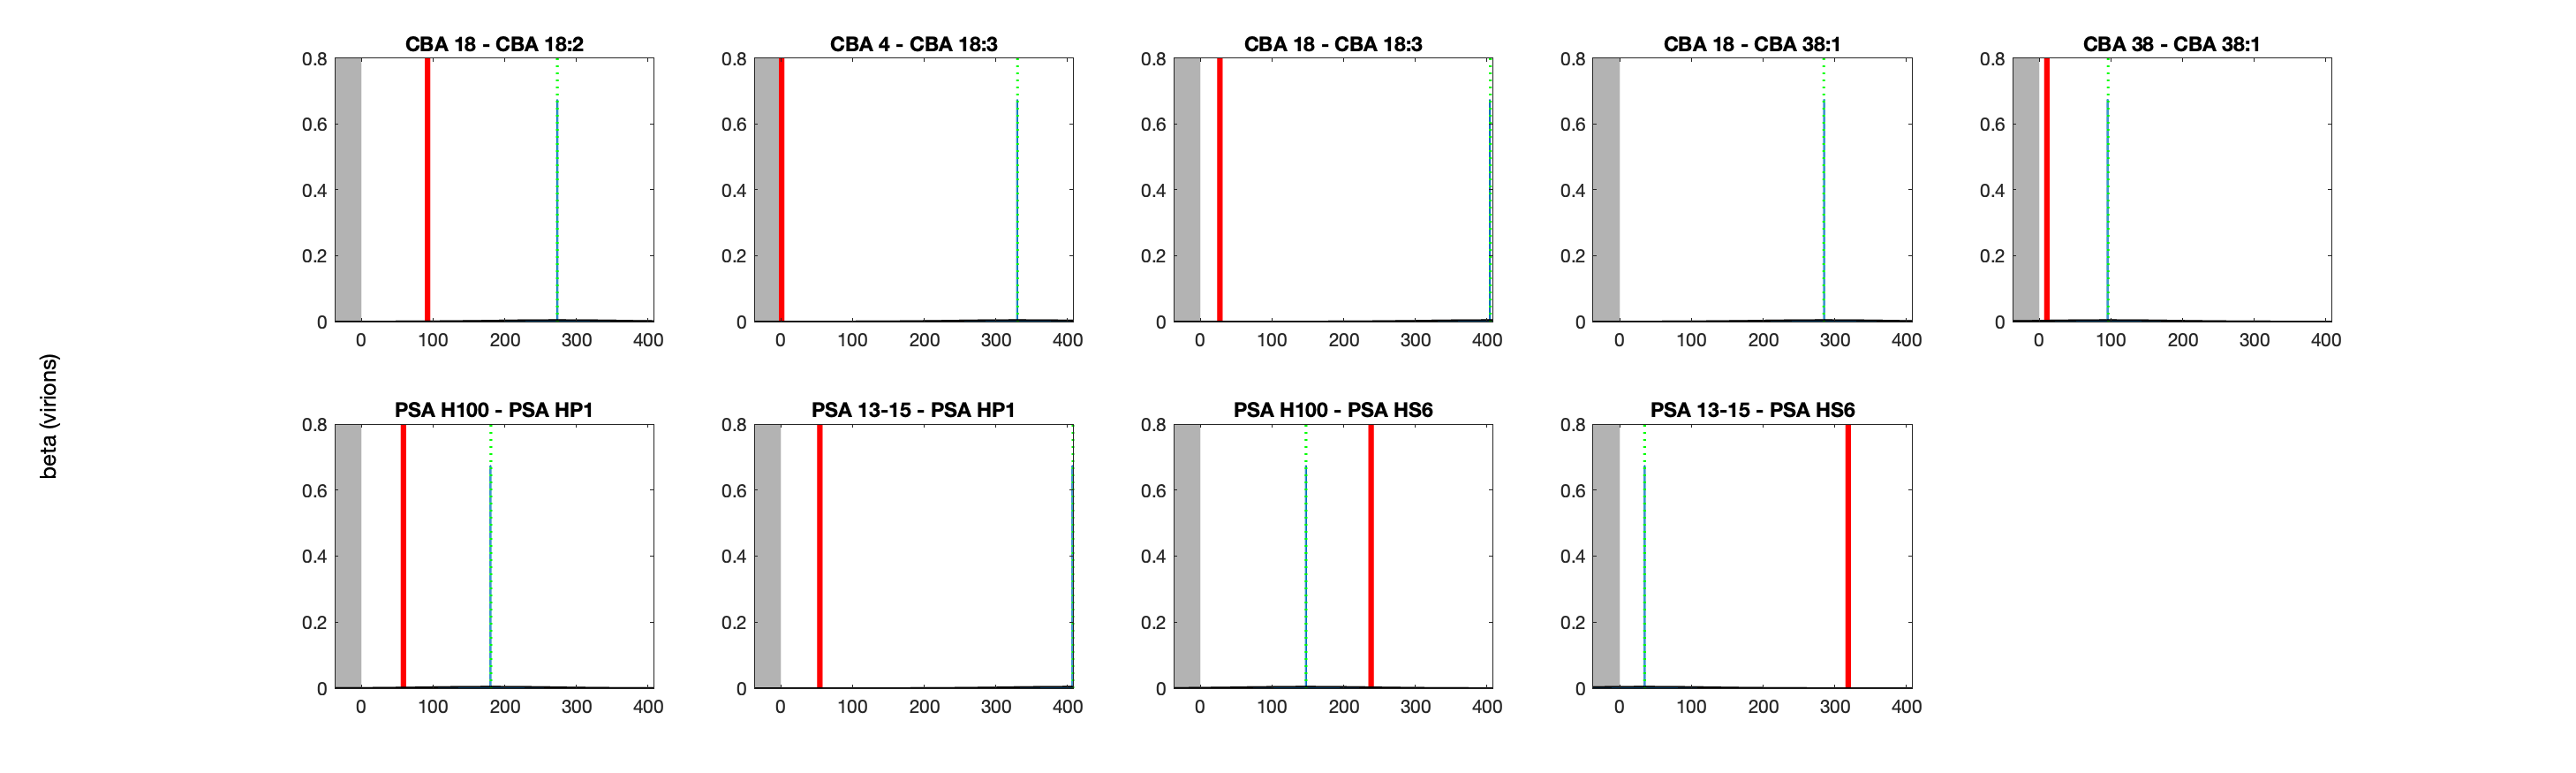 CBA 18 - CBA 18:2
CBA 4 - CBA 18:3
CBA 18 - CBA 18:3
CBA 18 - CBA 38:1
CBA 38 - CBA 38:1
0.8 0.8 0.8 0.8 0.8
0.6 0.6 0.6 0.6 0.6
0.4 0.4 0.4 0.4 0.4
0.2 0.2 0.2 0.2 0.2
0 0 0 0 0
0 100 200 300 400
0 100 200 300 400
0 100 200 300 400
0 100 200 300 400
0 100 200 300 400
beta (virions)
PSA H100 - PSA HP1
PSA 13-15 - PSA HP1
PSA H100 - PSA HS6
PSA 13-15 - PSA HS6
0.8 0.8 0.8 0.8
0.6 0.6 0.6 0.6
0.4 0.4 0.4 0.4
0.2 0.2 0.2 0.2
0 0 0 0
0 100 200 300 400
0 100 200 300 400
0 100 200 300 400
0 100 200 300 400